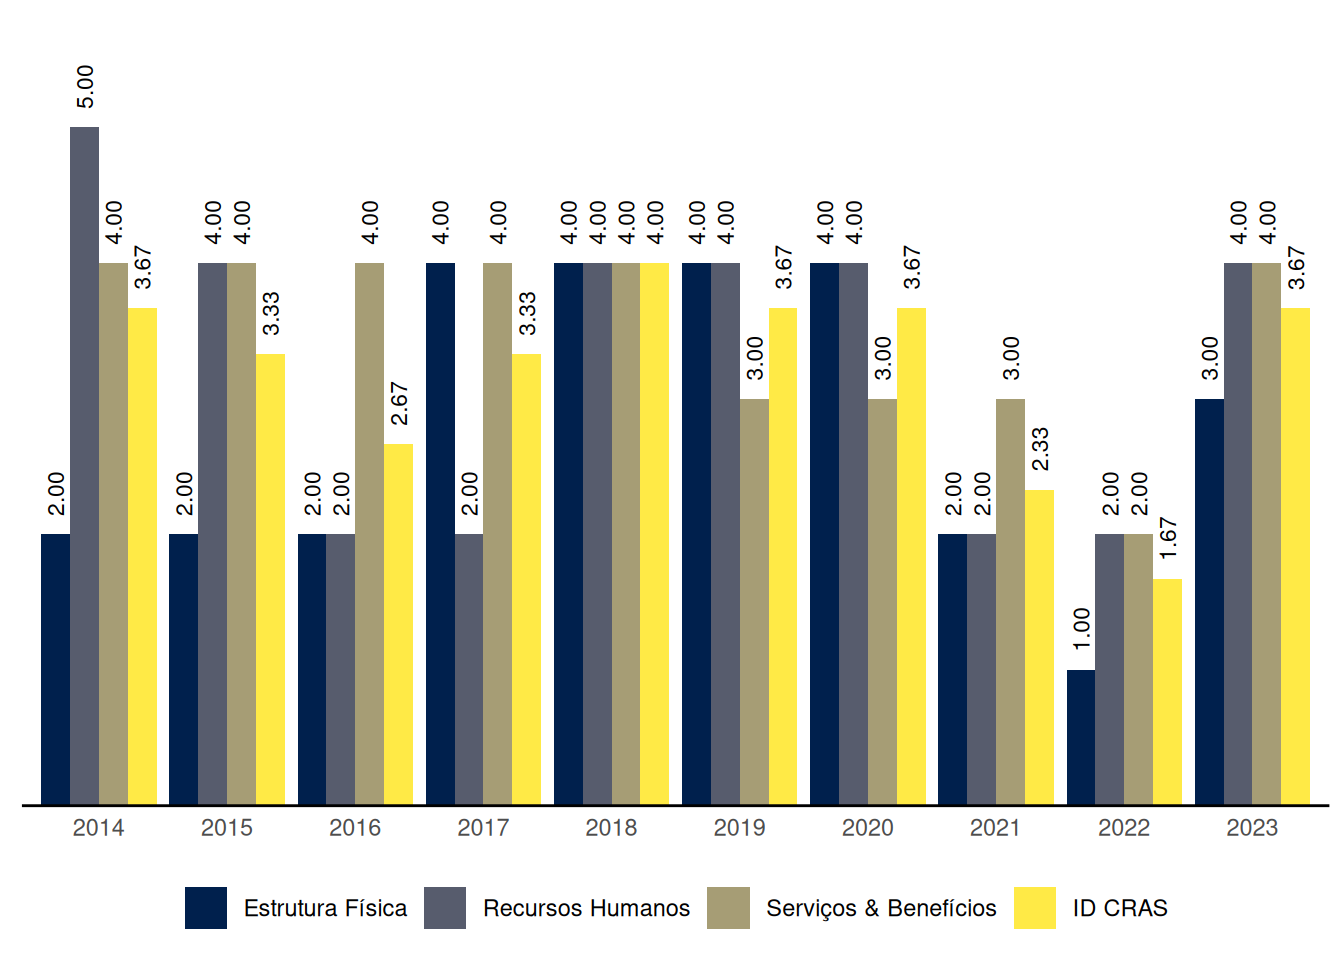 5.00
4.00 4.00 4.00 4.00 4.00 4.00 4.00 4.00 4.00 4.00 4.00 4.00 4.00 4.00 4.00 4.00 4.00
3.67 3.67 3.67 3.67
3.33 3.33
3.00 3.00 3.00 3.00
2.67
2.33
2.00 2.00 2.00 2.00 2.00 2.00 2.00 2.00 2.00
1.67
1.00
2014 2015 2016 2017 2018 2019 2020 2021 2022 2023
Estrutura Física Recursos Humanos Serviços & Benefícios ID CRAS